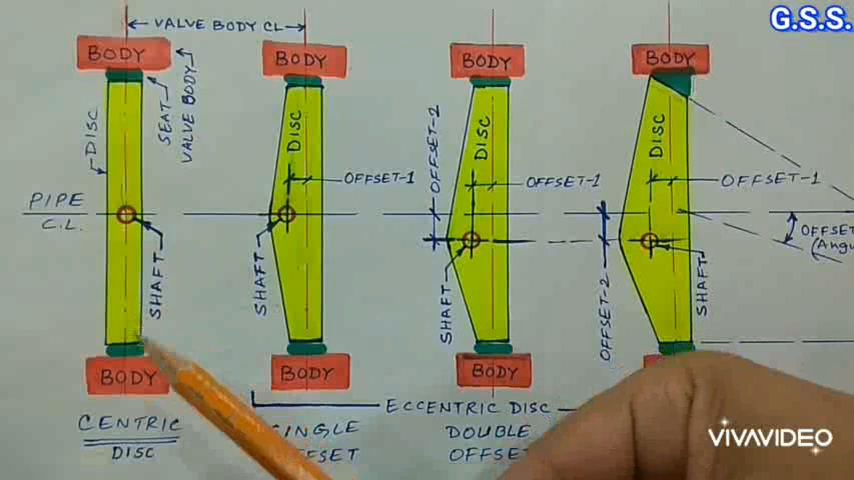 G.S.S.
VALVE BODY CL
BODY
BODY
BODY
BODY
DISC
SEAT
VALVE BODY
DISC
OFFSET-1
OFFSET-2
DISC
OFFSET-1
DISC
OFFSET-1
PIPE
C.L.
OFFSET
(Angu
SHAFT
SHAFT
SHAFT
OFFSET-2
SHAFT
BODY
BODY
BODY
ECCENTRIC DISC
CENTRIC
DISC
DOUBLE
VIVAVIDEO